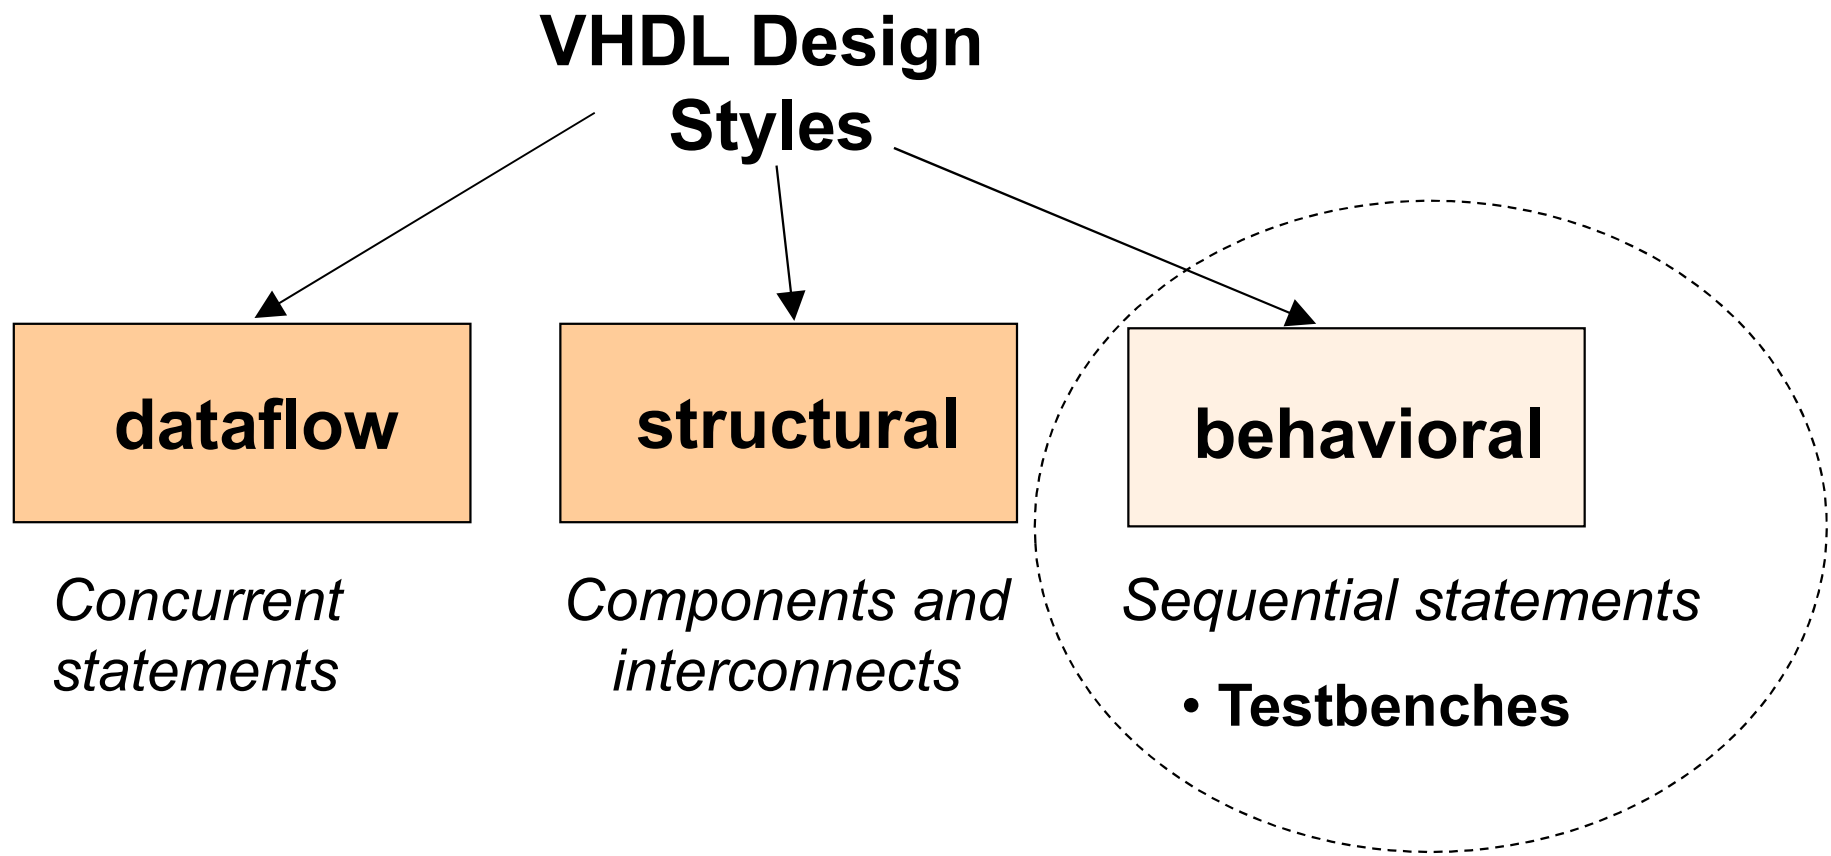 VHDL Design
Styles
dataflow
structural
behavioral
Concurrent
statements
Components and
interconnects
Sequential statements
• Testbenches